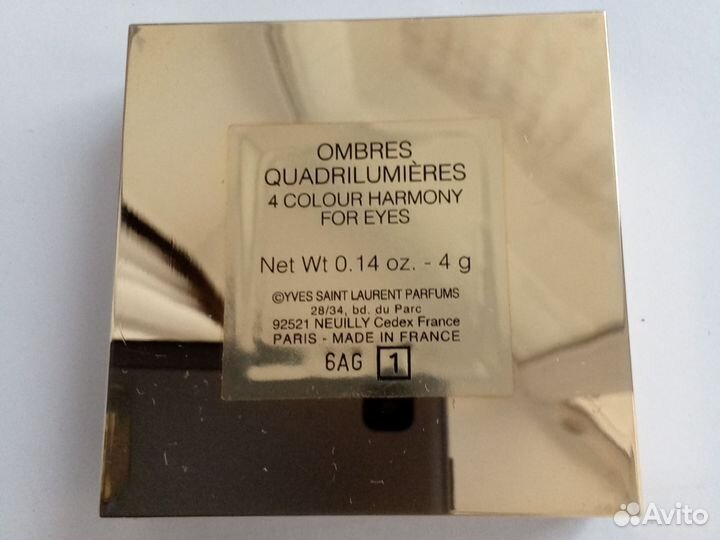 OMBRES
QUADRILUMIÈRES
4 COLOUR HARMONY
FOR EYES
Net Wt 0.14 oz. - 4 g
©YVES SAINT LAURENT PARFUMS
28/34, bd. du Parc
92521 NEUILLY Cedex France
PARIS - MADE IN FRANCE
6AG 1
Avito